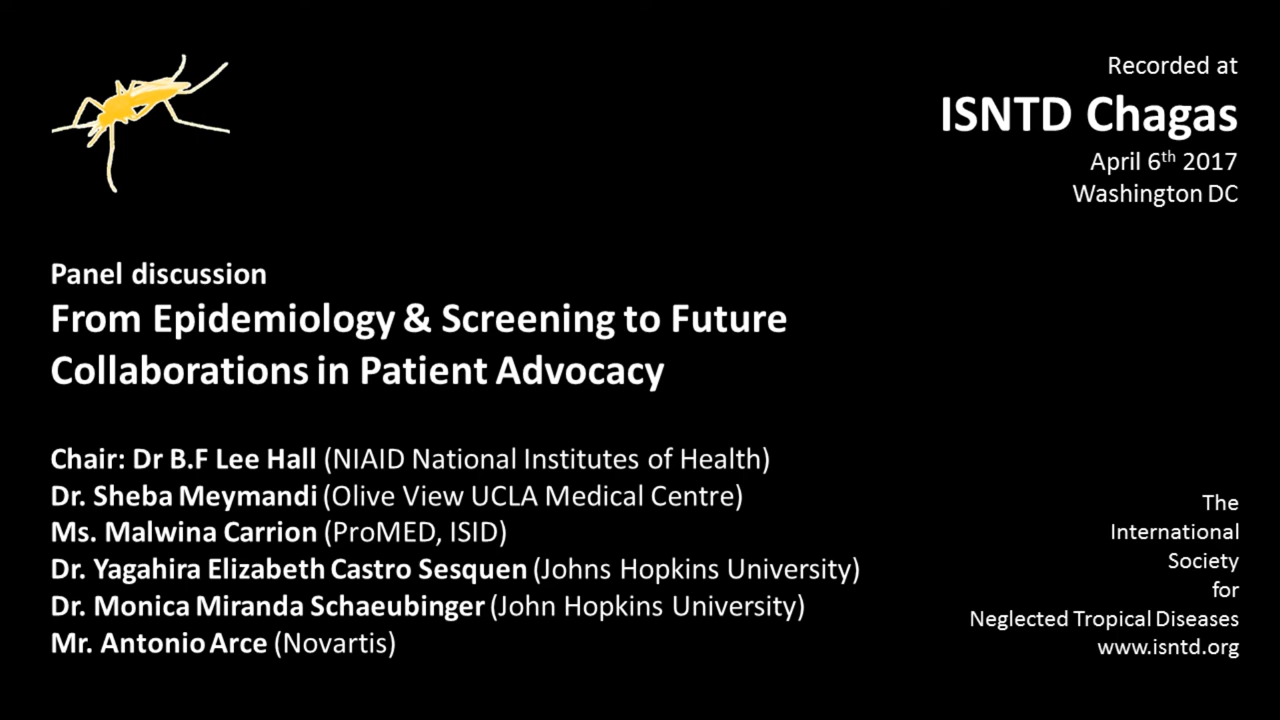 Recorded at
ISNTD Chagas
April 6th 2017
Washington DC
Panel discussion
From Epidemiology & Screening to Future
Collaborations in Patient Advocacy
Chair: Dr B.F Lee Hall (NIAID National Institutes of Health)
Dr. Sheba Meymandi (Olive View UCLA Medical Centre)
Ms. Malwina Carrion (ProMED, ISID)
Dr. Yagahira Elizabeth Castro Sesquen (Johns Hopkins University)
Dr. Monica Miranda Schaeubinger (John Hopkins University)
Mr. Antonio Arce (Novartis)
The
International
Society
for
Neglected Tropical Diseases
www.isntd.org